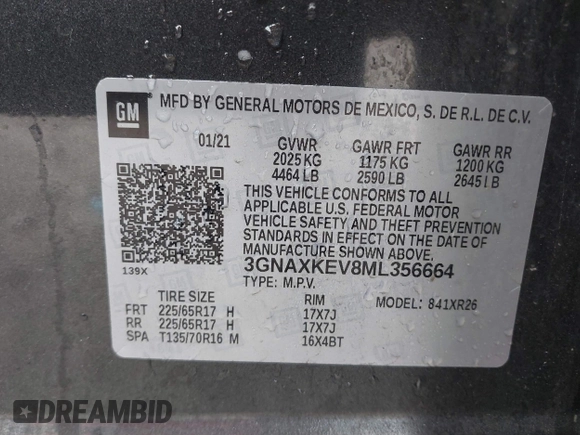 GM
MFD BY GENERAL MOTORS DE MEXICO, S. DE R.L. DE C.V.
01/21 GVWR GAWR FRT GAWR RR
2025 KG 1175 KG 1200 KG
4464 LB 2590 LB 2645 LB
THIS VEHICLE CONFORMS TO ALL
APPLICABLE U.S. FEDERAL MOTOR
VEHICLE SAFETY AND THEFT PREVENTION
STANDARDS IN EFFECT ON THE DATE OF
MANUFACTURE SHOWN ABOVE.
139X 3GNAXKEV8ML356664
TYPE: M.P.V.
TIRE SIZE RIM MODEL: 841XR26
FRT 225/65R17 H 17X7J
RR 225/65R17 H 17X7J
SPA T135/70R16 M 16X4BT
DREAMBID